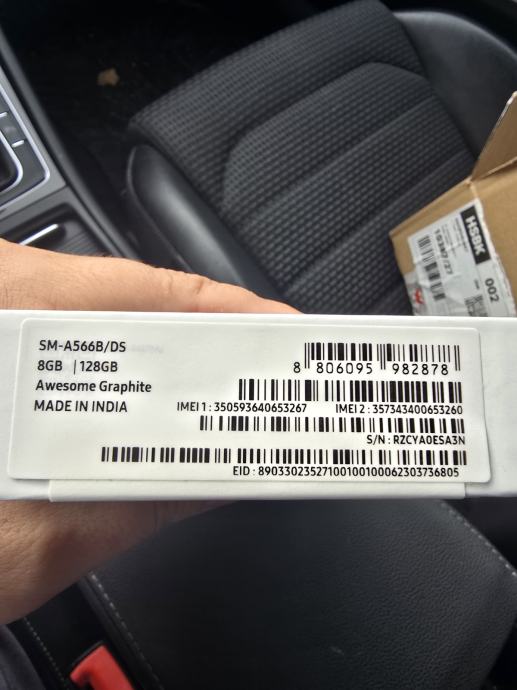 SM-A566B/DS
8GB | 128GB
Awesome Graphite
MADE IN INDIA
8 806095 982878
IMEI 1 : 350593640653267 IMEI 2 : 357343400653260
S/N : RZCYA0ESA3N
EID : 89033023527100100100062303736805
HSBK
002